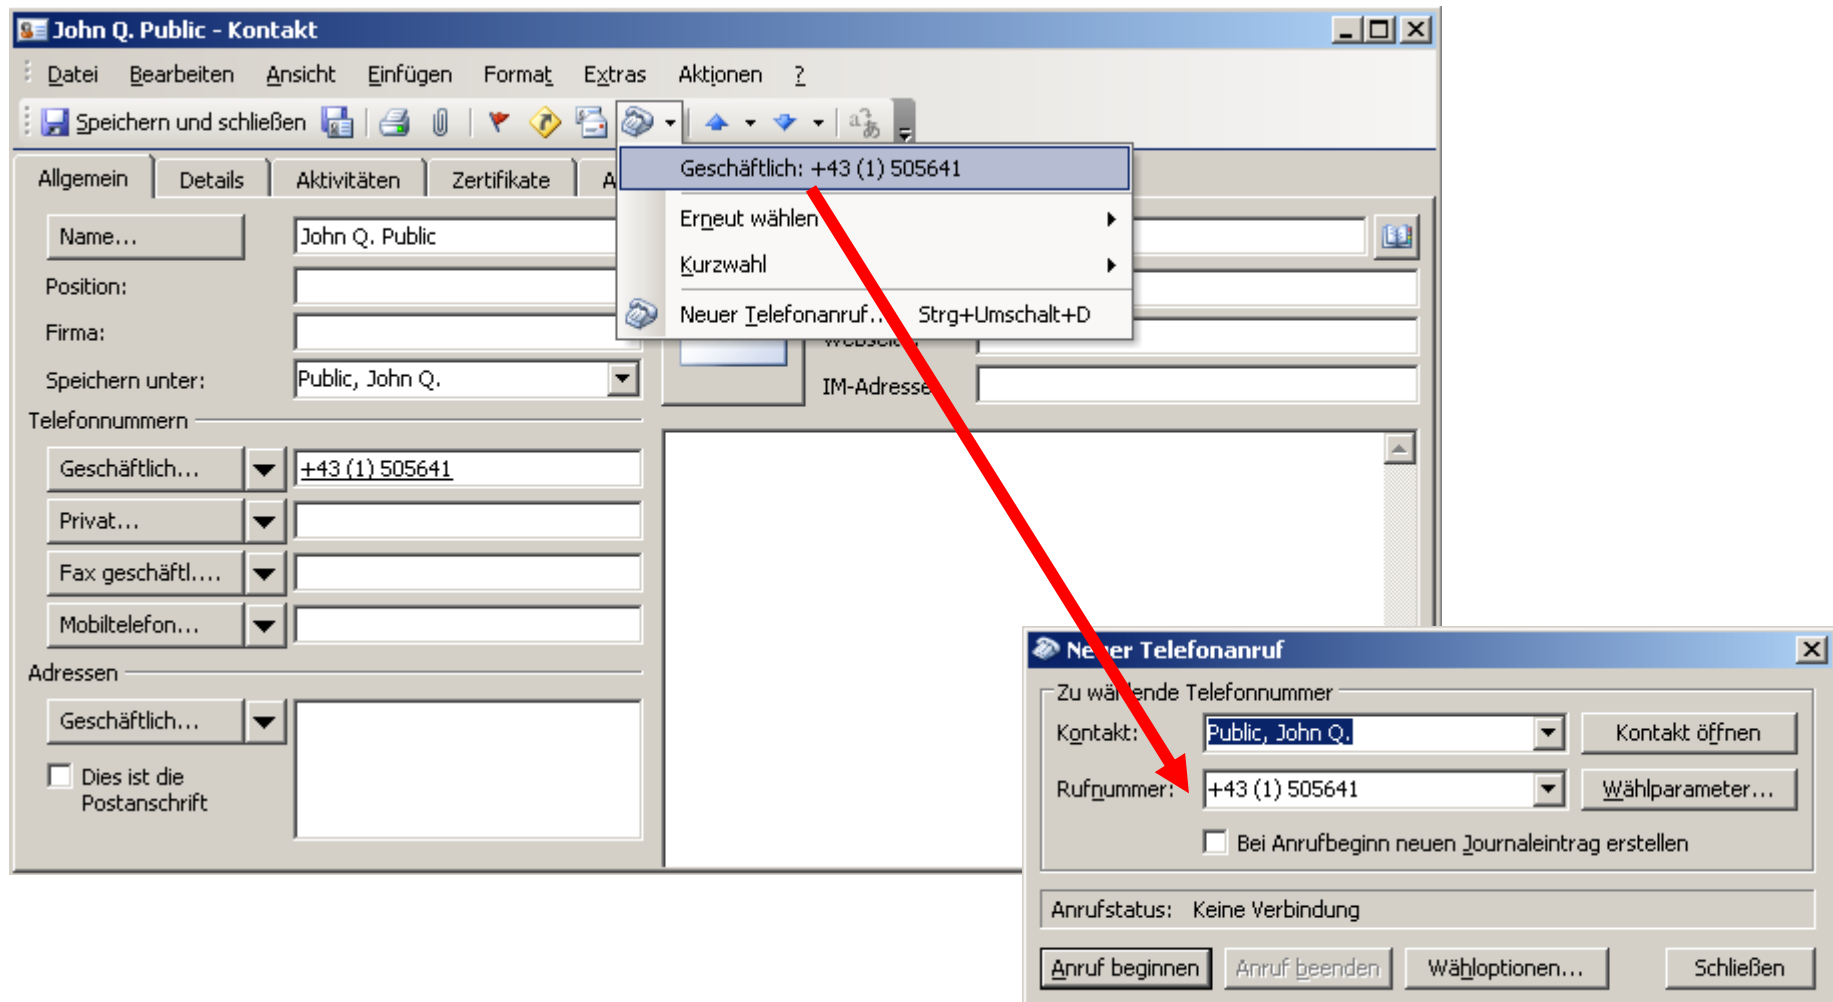 John Q. Public - Kontakt
Datei Bearbeiten Ansicht Einfügen Format Extras Aktionen ?
Speichern und schließen
Allgemein Details Aktivitäten Zertifikate A
Geschäftlich: +43 (1) 505641
Erneut wählen
Kurzwahl
Neuer Telefonanruf... Strg+Umschalt+D
Name... John Q. Public
Position:
Firma:
Speichern unter: Public, John Q.
IM-Adresse
Telefonnummern
Geschäftlich... +43 (1) 505641
Privat...
Fax geschäftl....
Mobiltelefon...
Adressen
Geschäftlich...
Dies ist die
Postanschrift
Neuer Telefonanruf
Zu wählende Telefonnummer
Kontakt: Public, John Q. Kontakt öffnen
Rufnummer: +43 (1) 505641 Wählparameter...
Bei Anrufbeginn neuen Journaleintrag erstellen
Anrufstatus: Keine Verbindung
Anruf beginnen Anruf beenden Wähloptionen... Schließen